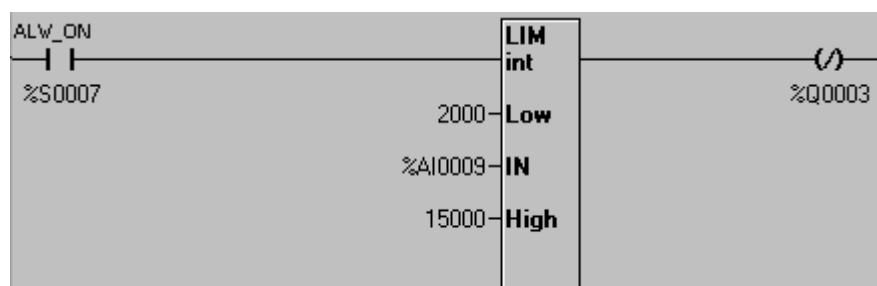 ALW_ON
%S0007
LIM
int
2000 Low
%AI0009 IN
15000 High
(/)
%Q0003